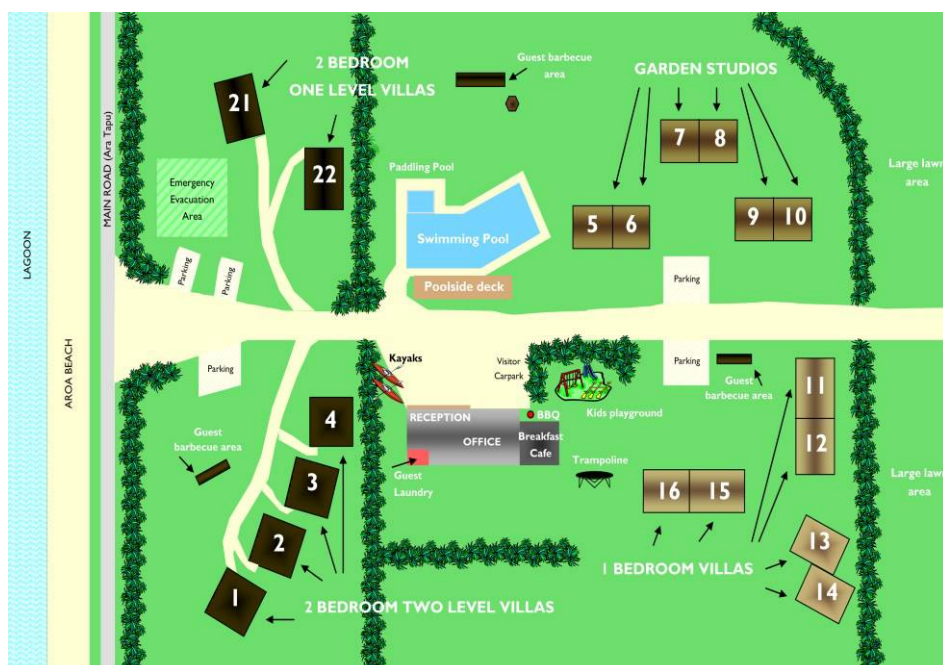 LAGOON
AROA BEACH
MAIN ROAD (Ara Tapu)
2 BEDROOM
ONE LEVEL VILLAS
21
22
Emergency
Evacuation
Area
Parking
Parking
Guest barbecue
area
Paddling Pool
Swimming Pool
Poolside deck
GARDEN STUDIOS
7
8
5
6
9
10
Large lawn
area
Parking
Parking
Parking
Guest
barbecue area
4
3
2
1
2 BEDROOM TWO LEVEL VILLAS
Kayaks
Visitor
Carpark
RECEPTION
OFFICE
BBQ
Breakfast
Cafe
Guest
Laundry
Kids playground
Trampoline
Guest
barbecue area
11
12
16
15
13
14
1 BEDROOM VILLAS
Large lawn
area